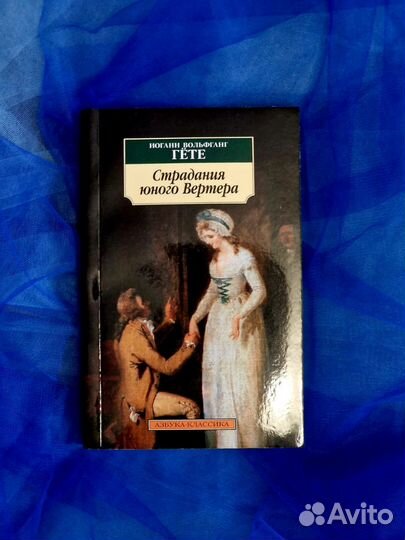 ИОГАНН ВОЛЬФГАНГ
ГЁТЕ
Страдания
юного Вертера
АЗБУКА-КЛАССИКА
Avito